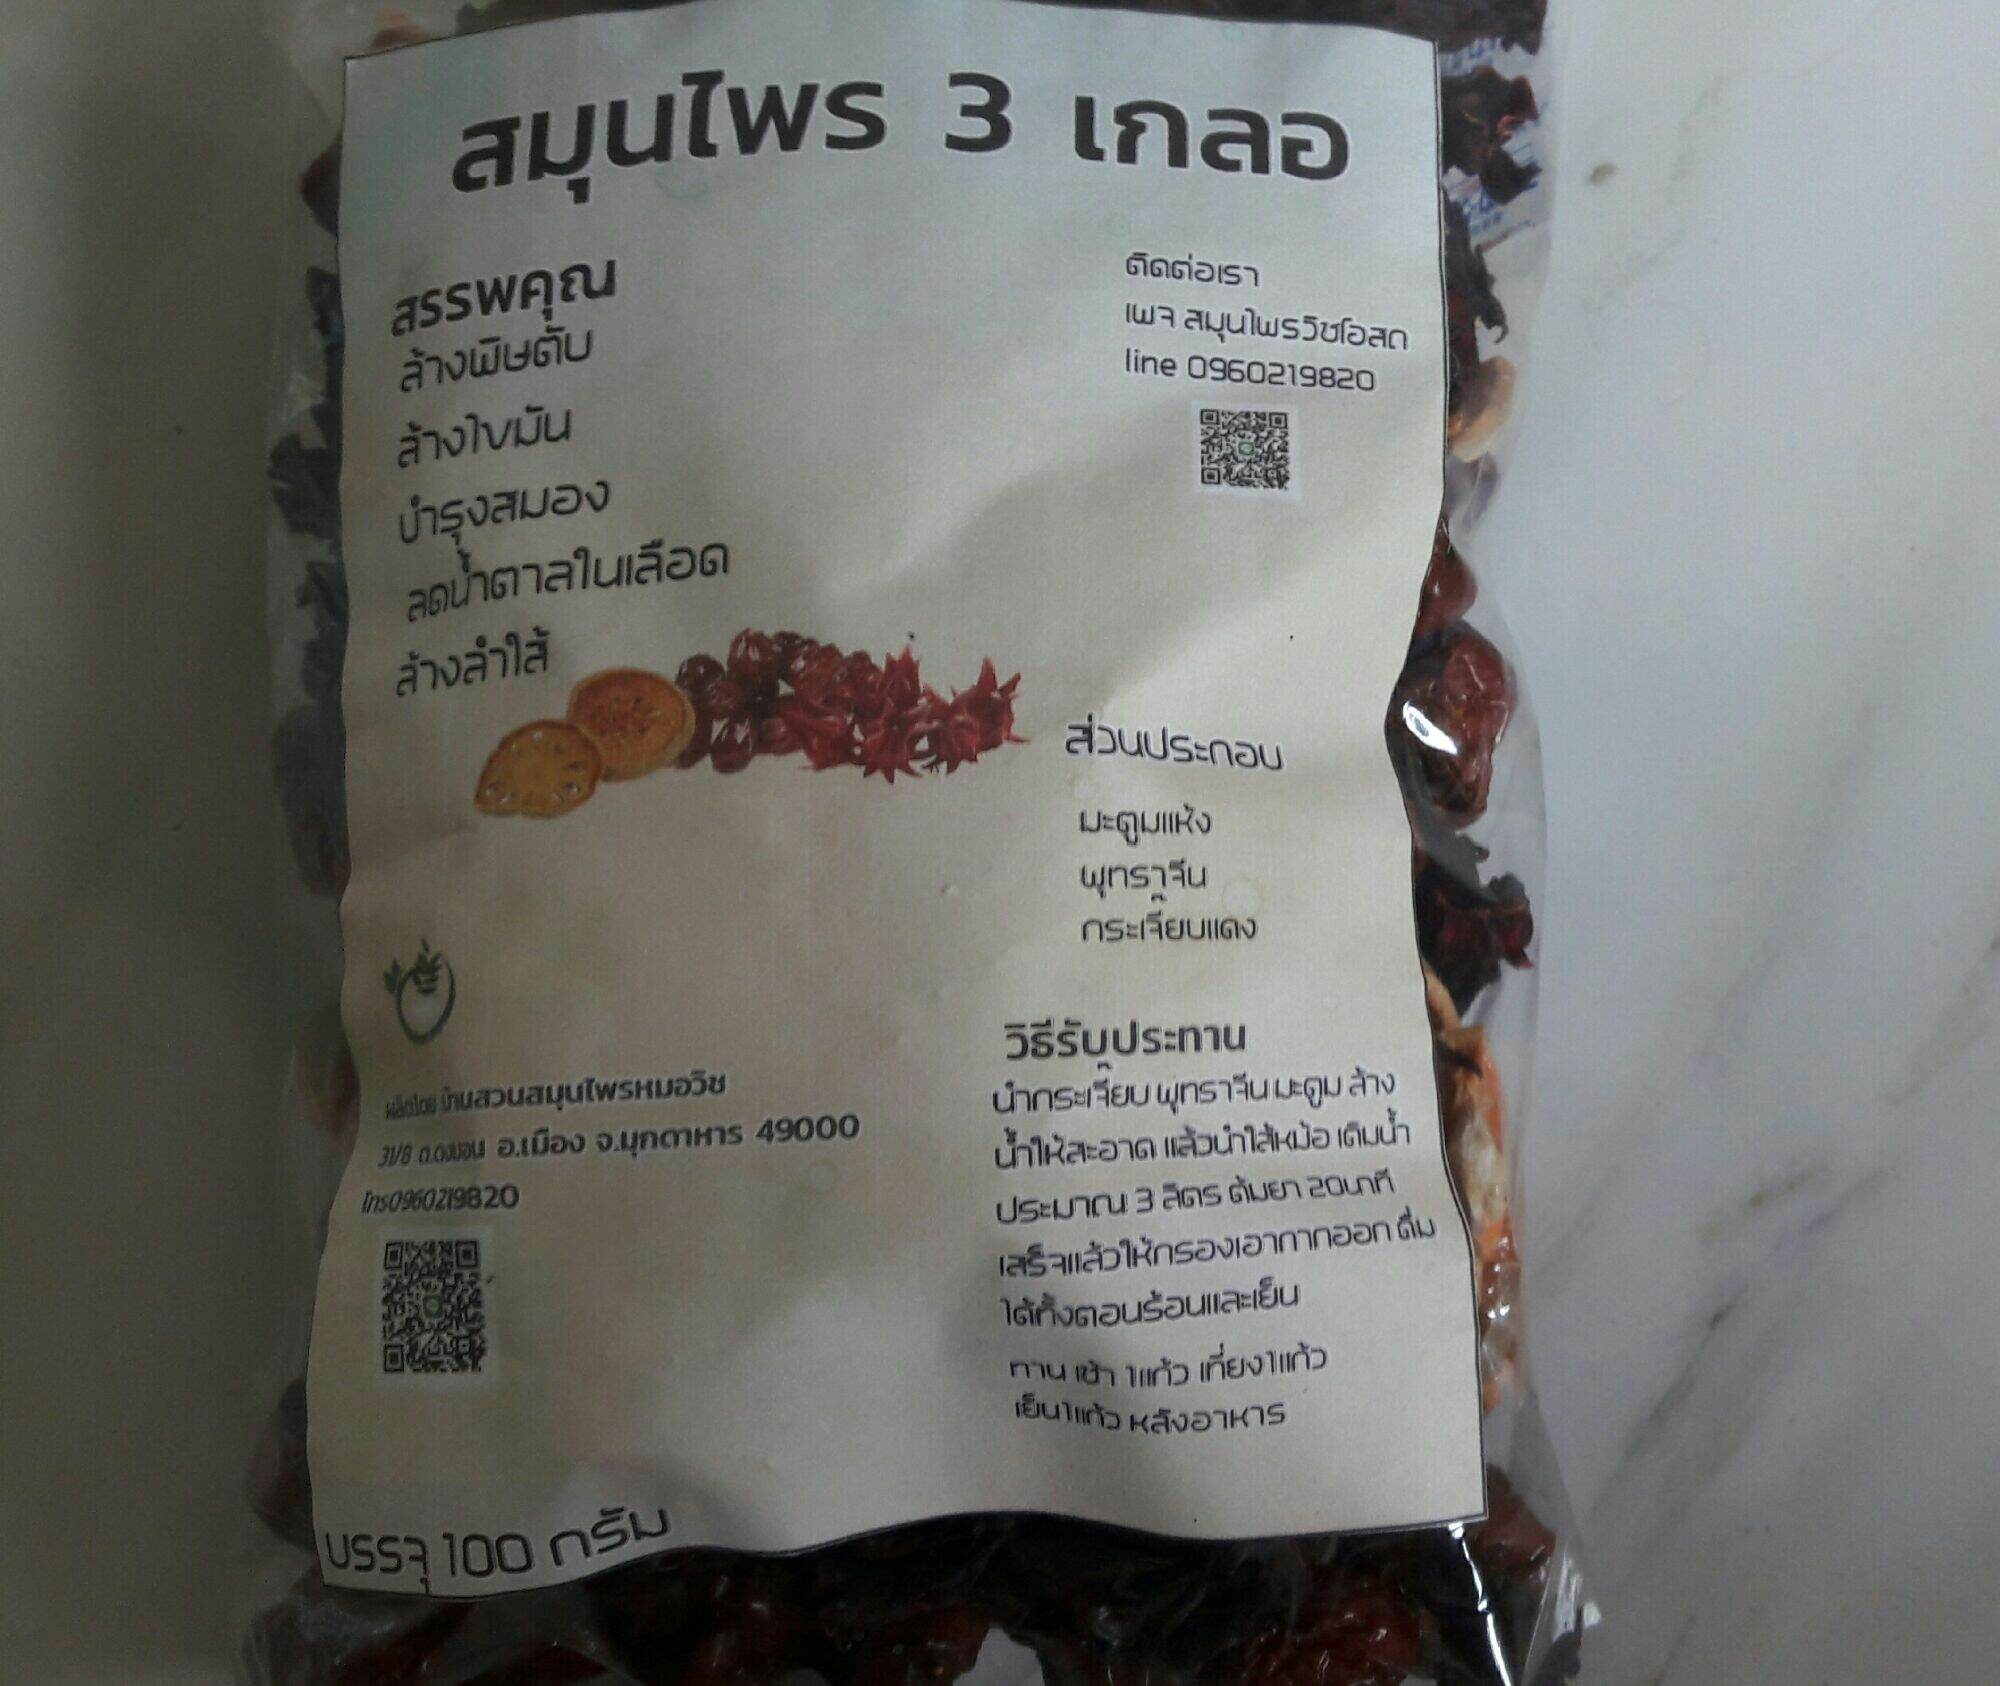 สมุนไพร 3 เกลอ
สรรพคุณ
ล้างพิษตับ
ล้างไขมัน
บำรุงสมอง
ลดน้ำตาลในเลือด
ล้างลำไส้
ติดต่อเรา
เพจ สมุนไพรวิชโอสถ
line 0960219820
ส่วนประกอบ
มะตูมแห้ง
พุทราจีน
กระเจี๊ยบแดง
วิธีรับประทาน
นำกระเจี๊ยบ พุทราจีน มะตูม ล้าง
น้ำให้สะอาด แล้วนำใส่หม้อ เติมน้ำ
ประมาณ 3 ลิตร ต้มยา 20นาที
เสร็จแล้วให้กรองเอากากออก ดื่ม
ได้ทั้งตอนร้อนและเย็น
ทาน เช้า 1แก้ว เที่ยง1แก้ว
เย็น1แก้ว หลังอาหาร
ผลิตโดย บ้านสวนสมุนไพรหมอวิช
31/8 ต.ดงมอน อ.เมือง จ.มุกดาหาร 49000
โทร0960219820
บรรจุ 100 กรัม